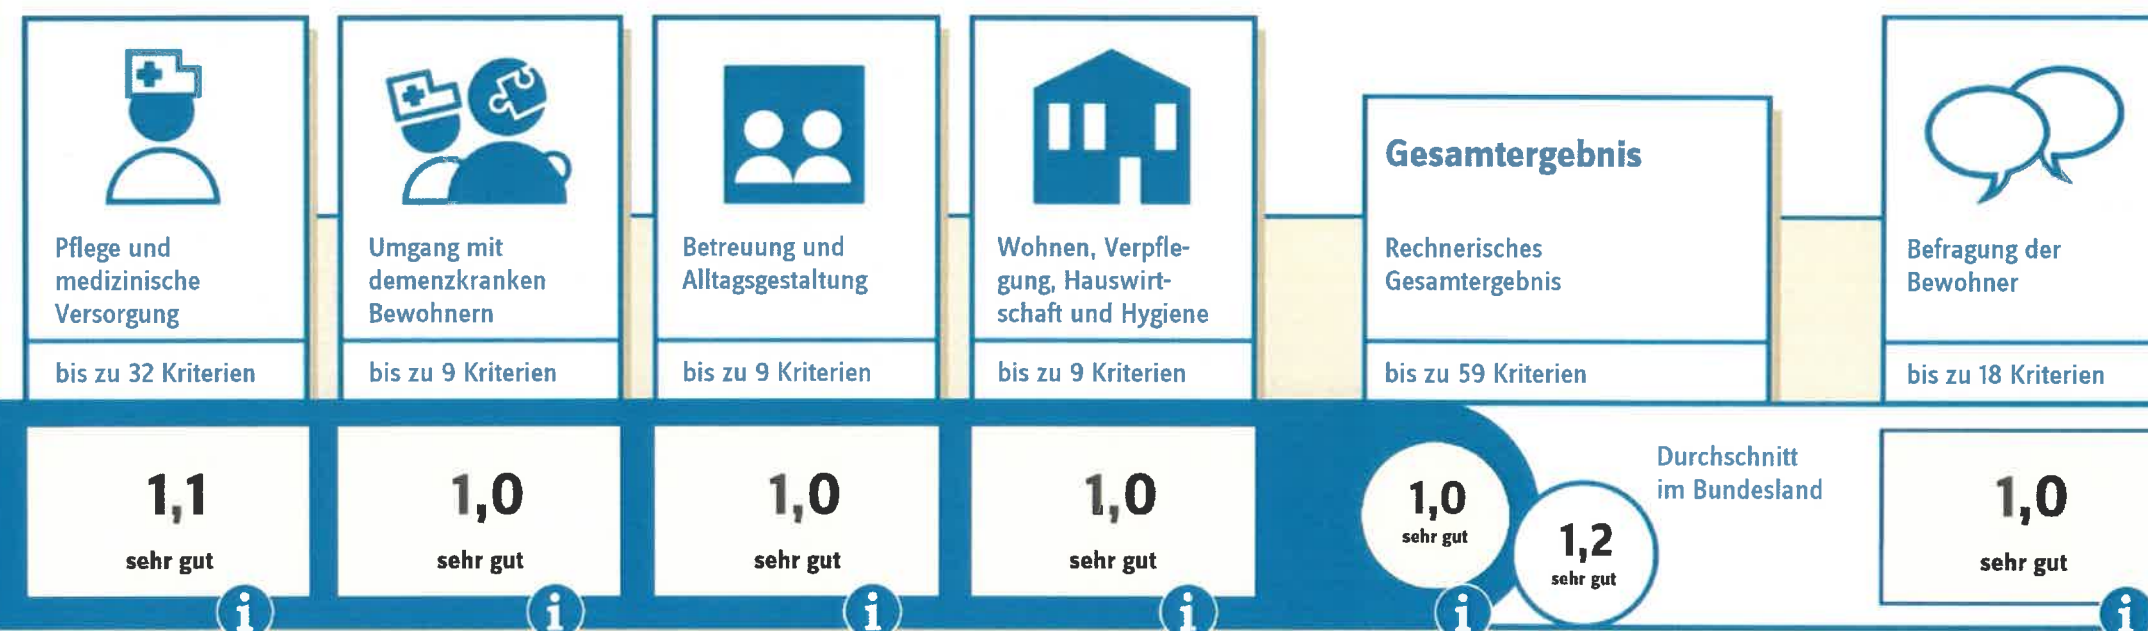 Pflege und
medizinische
Versorgung
bis zu 32 Kriterien
1,1
sehr gut
i
Umgang mit
demenzkranken
Bewohnern
bis zu 9 Kriterien
1,0
sehr gut
i
Betreuung und
Alltagsgestaltung
bis zu 9 Kriterien
1,0
sehr gut
i
Wohnen, Verpfle-
gung, Hauswirt-
schaft und Hygiene
bis zu 9 Kriterien
1,0
sehr gut
i
Gesamtergebnis
Rechnerisches
Gesamtergebnis
bis zu 59 Kriterien
1,0
sehr gut
i
Durchschnitt
im Bundesland
1,2
sehr gut
Befragung der
Bewohner
bis zu 18 Kriterien
1,0
sehr gut
i